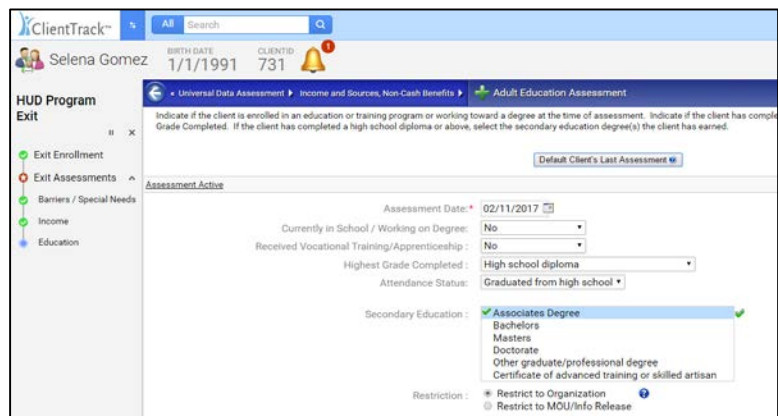 ClientTrack™
All Search
Selena Gomez
BIRTH DATE
1/1/1991
CLIENTID
731
1
HUD Program
Exit
Exit Enrollment
Exit Assessments
Barriers / Special Needs
Income
Education
Universal Data Assessment Income and Sources, Non-Cash Benefits Adult Education Assessment
Indicate if the client is enrolled in an education or training program or working toward a degree at the time of assessment. Indicate if the client has comple
Grade Completed. If the client has completed a high school diploma or above, select the secondary education degree(s) the client has earned.
Default Client's Last Assessment
Assessment Active
Assessment Date:* 02/11/2017
Currently in School / Working on Degree: No
Received Vocational Training/Apprenticeship : No
Highest Grade Completed : High school diploma
Attendance Status: Graduated from high school
Secondary Education : Associates Degree
Bachelors
Masters
Doctorate
Other graduate/professional degree
Certificate of advanced training or skilled artisan
Restriction : Restrict to Organization
Restrict to MOU/Info Release